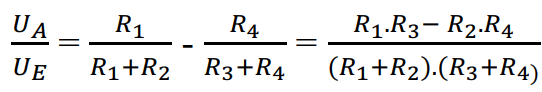 U_A/U_E = R_1/(R_1+R_2) - R_4/(R_3+R_4) = (R_1.R_3− R_2.R_4)/((R_1+R_2).(R_3+R_4))